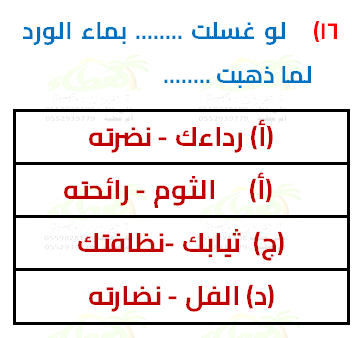 ١٦) لو غسلت ........ بماء الورد
لما ذهبت ........
(أ) رداءك - نضرته
(أ) الثوم - رائحته
(ج) ثيابك -نظافتك
(د) الفل - نضارته